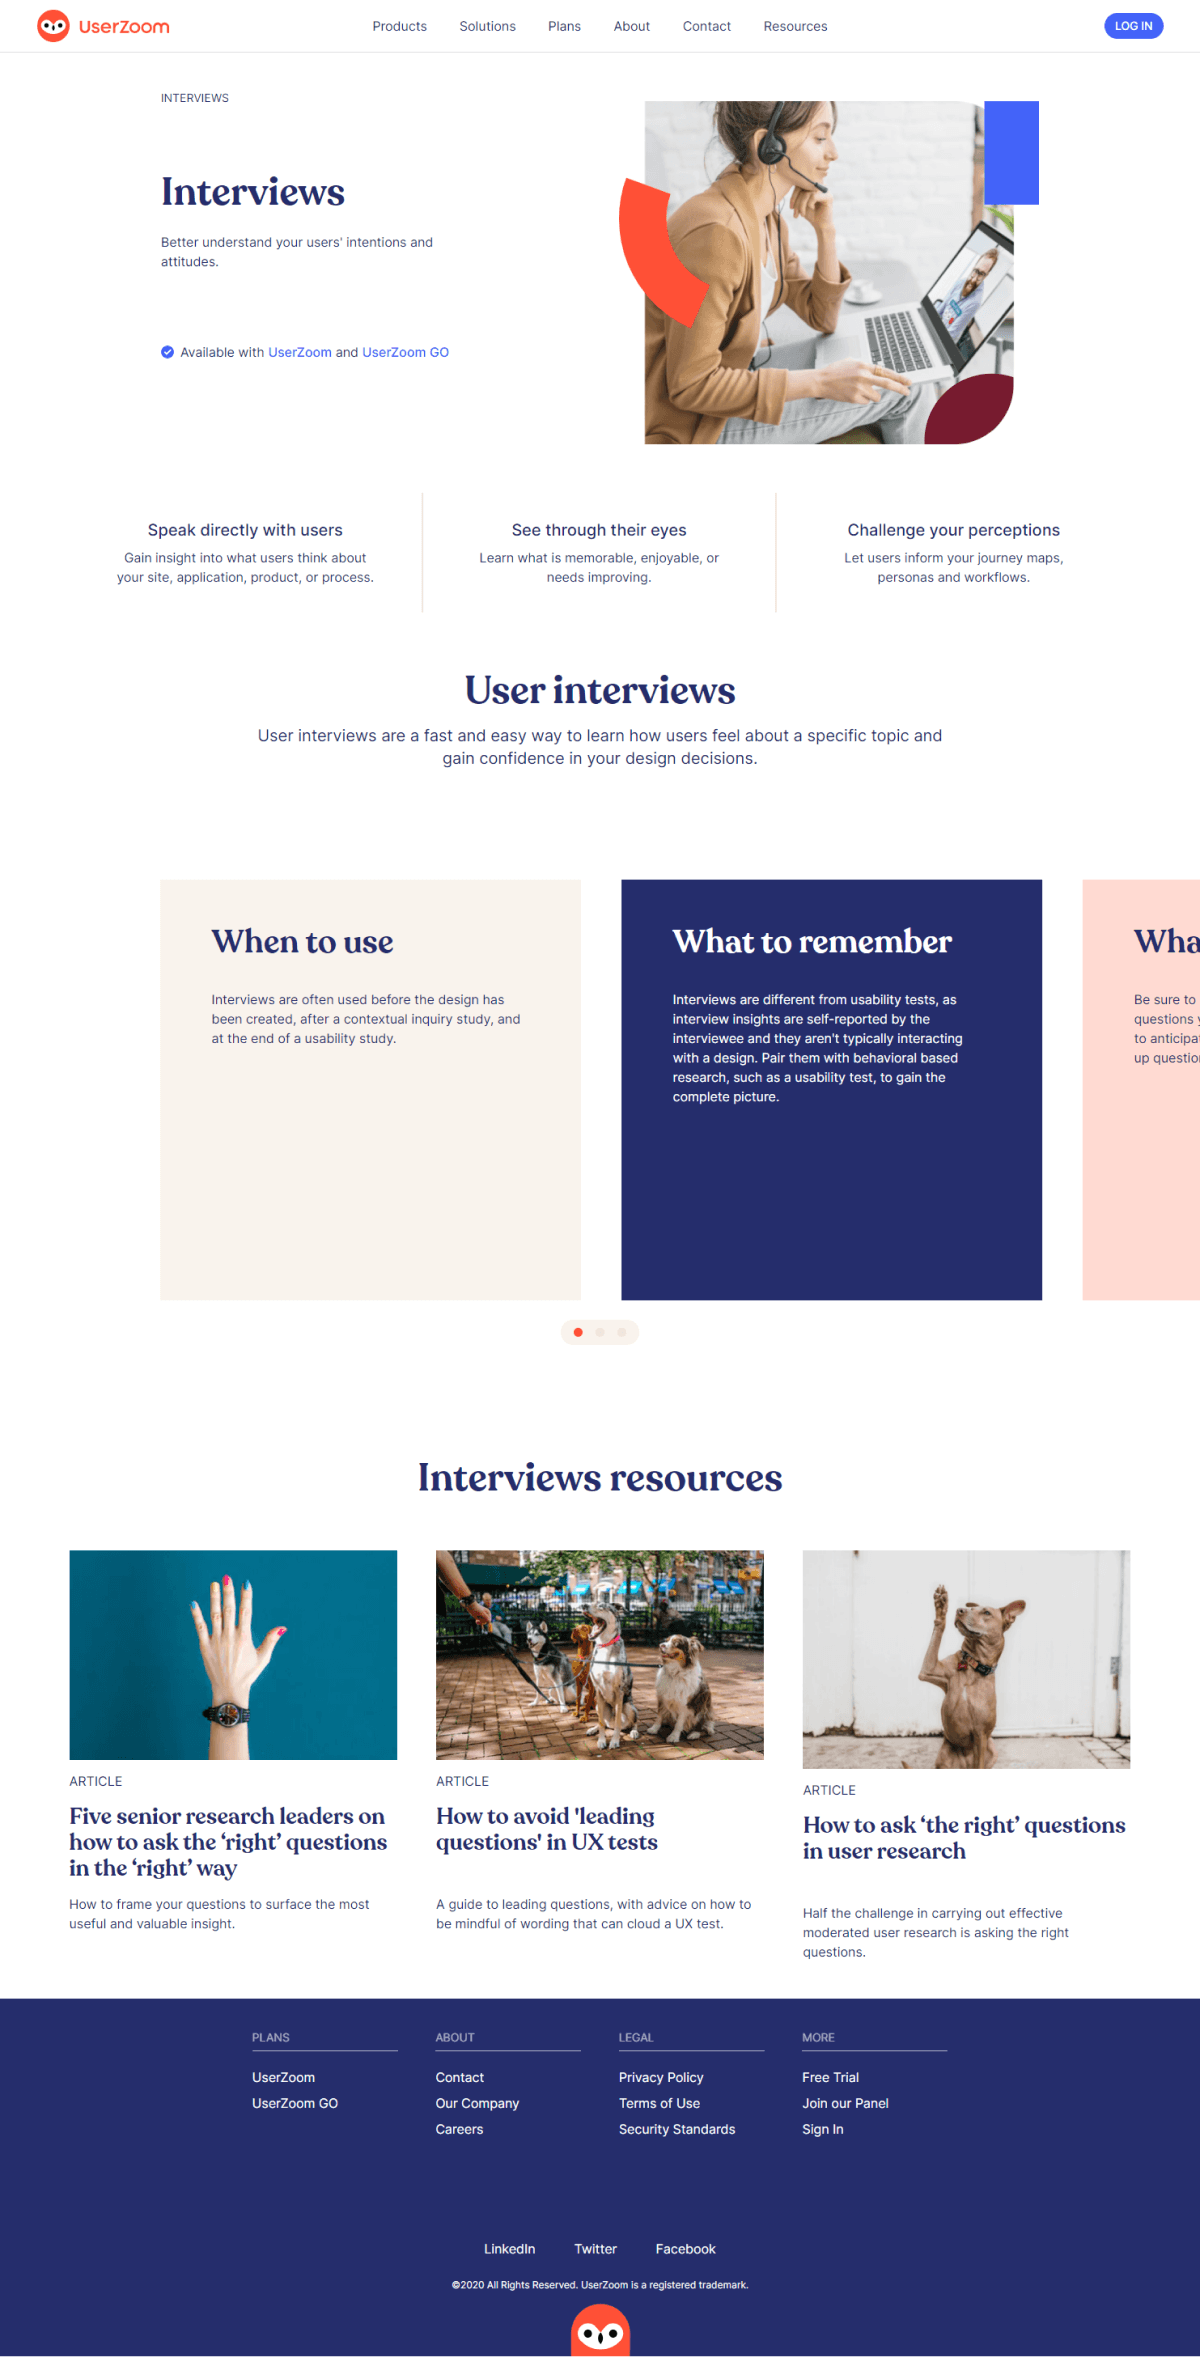 UserZoom
Products
Solutions
Plans
About
Contact
Resources
LOG IN
INTERVIEWS
Interviews
Better understand your users' intentions and
attitudes.
Available with UserZoom and UserZoom GO
Speak directly with users
Gain insight into what users think about
your site, application, product, or process.
See through their eyes
Learn what is memorable, enjoyable, or
needs improving.
Challenge your perceptions
Let users inform your journey maps,
personas and workflows.
User interviews
User interviews are a fast and easy way to learn how users feel about a specific topic and
gain confidence in your design decisions.
When to use
Interviews are often used before the design has
been created, after a contextual inquiry study, and
at the end of a usability study.
What to remember
Interviews are different from usability tests, as
interview insights are self-reported by the
interviewee and they aren't typically interacting
with a design. Pair them with behavioral based
research, such as a usability test, to gain the
complete picture.
Be sure to
questions
to
up
Interviews resources
ARTICLE
Five senior research leaders on
how to ask the ‘right’ questions
in the ‘right’ way
How to frame your questions to surface the most
useful and valuable insight.
ARTICLE
How to avoid 'leading
questions' in UX tests
A guide to leading questions, with advice on how to
be mindful of wording that can cloud a UX test.
ARTICLE
How to ask ‘the right’ questions
in user research
Half the challenge in carrying out effective
moderated user research is asking the right
questions.
PLANS
UserZoom
UserZoom GO
ABOUT
Contact
Our Company
Careers
LEGAL
Privacy Policy
Terms of Use
Security Standards
MORE
Free Trial
Join our Panel
Sign In
LinkedIn
Twitter
Facebook
©2020 All Rights Reserved. UserZoom is a registered trademark.